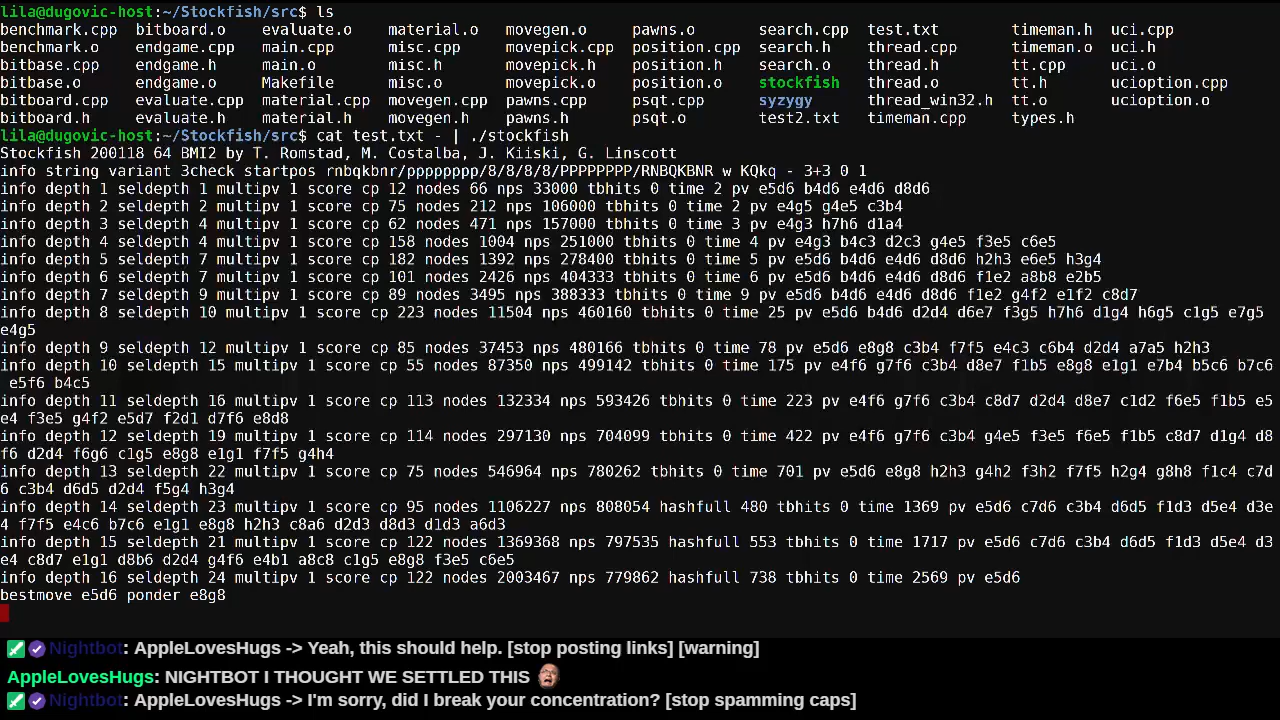 lila@dugovic-host:~/Stockfish/src$ ls
benchmark.cpp bitboard.o evaluate.o material.o movegen.o pawns.o search.cpp test.txt timeman.h uci.cpp
benchmark.o endgame.cpp main.cpp misc.cpp movepick.cpp position.cpp search.h thread.cpp timeman.o uci.h
bitbase.cpp endgame.h main.o misc.h movepick.h position.h search.o thread.h tt.cpp uci.o
bitbase.o endgame.o Makefile misc.o movepick.o position.o stockfish thread.o tt.h ucioption.cpp
bitboard.cpp evaluate.cpp material.cpp movegen.cpp pawns.cpp psqt.cpp syzygy thread_win32.h tt.o ucioption.o
bitboard.h evaluate.h material.h movegen.h pawns.h psqt.o test2.txt timeman.cpp types.h
lila@dugovic-host:~/Stockfish/src$ cat test.txt - | ./stockfish
Stockfish 200118 64 BMI2 by T. Romstad, M. Costalba, J. Kiiski, G. Linscott
info string variant 3check startpos rnbqkbnr/pppppppp/8/8/8/8/PPPPPPPP/RNBQKBNR w KQkq - 3+3 0 1
info depth 1 seldepth 1 multipv 1 score cp 12 nodes 66 nps 33000 tbhits 0 time 2 pv e5d6 b4d6 e4d6 d8d6
info depth 2 seldepth 2 multipv 1 score cp 75 nodes 212 nps 106000 tbhits 0 time 2 pv e4g5 g4e5 c3b4
info depth 3 seldepth 4 multipv 1 score cp 62 nodes 471 nps 157000 tbhits 0 time 3 pv e4g3 h7h6 d1a4
info depth 4 seldepth 4 multipv 1 score cp 158 nodes 1004 nps 251000 tbhits 0 time 4 pv e4g3 b4c3 d2c3 g4e5 f3e5 c6e5
info depth 5 seldepth 7 multipv 1 score cp 182 nodes 1392 nps 278400 tbhits 0 time 5 pv e5d6 b4d6 e4d6 d8d6 h2h3 e6e5 h3g4
info depth 6 seldepth 7 multipv 1 score cp 101 nodes 2426 nps 404333 tbhits 0 time 6 pv e5d6 b4d6 e4d6 d8d6 f1e2 a8b8 e2b5
info depth 7 seldepth 9 multipv 1 score cp 89 nodes 3495 nps 388333 tbhits 0 time 9 pv e5d6 b4d6 e4d6 d8d6 f1e2 g4f2 e1f2 c8d7
info depth 8 seldepth 10 multipv 1 score cp 223 nodes 11504 nps 460160 tbhits 0 time 25 pv e5d6 b4d6 d2d4 d6e7 f3g5 h7h6 d1g4 h6g5 c1g5 e7g5
e4g5
info depth 9 seldepth 12 multipv 1 score cp 85 nodes 37453 nps 480166 tbhits 0 time 78 pv e5d6 e8g8 c3b4 f7f5 e4c3 c6b4 d2d4 a7a5 h2h3
info depth 10 seldepth 15 multipv 1 score cp 55 nodes 87350 nps 499142 tbhits 0 time 175 pv e4f6 g7f6 c3b4 d8e7 f1b5 e8g8 e1g1 e7b4 b5c6 b7c6
e5f6 b4c5
info depth 11 seldepth 16 multipv 1 score cp 113 nodes 132334 nps 593426 tbhits 0 time 223 pv e4f6 g7f6 c3b4 c8d7 d2d4 d8e7 c1d2 f6e5 f1b5 e5
e4 f3e5 g4f2 e5d7 f2d1 d7f6 e8d8
info depth 12 seldepth 19 multipv 1 score cp 114 nodes 297130 nps 704099 tbhits 0 time 422 pv e4f6 g7f6 c3b4 g4e5 f3e5 f6e5 f1b5 c8d7 d1g4 d8
f6 d2d4 f6g6 c1g5 e8g8 e1g1 f7f5 g4h4
info depth 13 seldepth 22 multipv 1 score cp 75 nodes 546964 nps 780262 tbhits 0 time 701 pv e5d6 e8g8 h2h3 g4h2 f3h2 f7f5 h2g4 g8h8 f1c4 c7d
6 c3b4 d6d5 d2d4 f5g4 h3g4
info depth 14 seldepth 23 multipv 1 score cp 95 nodes 1106227 nps 808054 hashfull 480 tbhits 0 time 1369 pv e5d6 c7d6 c3b4 d6d5 f1d3 d5e4 d3e
4 f7f5 e4c6 b7c6 e1g1 e8g8 h2h3 c8a6 d2d3 d8d3 d1d3 a6d3
info depth 15 seldepth 21 multipv 1 score cp 122 nodes 1369368 nps 797535 hashfull 553 tbhits 0 time 1717 pv e5d6 c7d6 c3b4 d6d5 f1d3 d5e4 d3
e4 c8d7 e1g1 d8b6 d2d4 g4f6 e4b1 a8c8 c1g5 e8g8 f3e5 c6e5
info depth 16 seldepth 24 multipv 1 score cp 122 nodes 2003467 nps 779862 hashfull 738 tbhits 0 time 2569 pv e5d6
bestmove e5d6 ponder e8g8
Nightbot: AppleLovesHugs -> Yeah, this should help. [stop posting links] [warning]
AppleLovesHugs: NIGHTBOT I THOUGHT WE SETTLED THIS
Nightbot: AppleLovesHugs -> I'm sorry, did I break your concentration? [stop spamming caps]